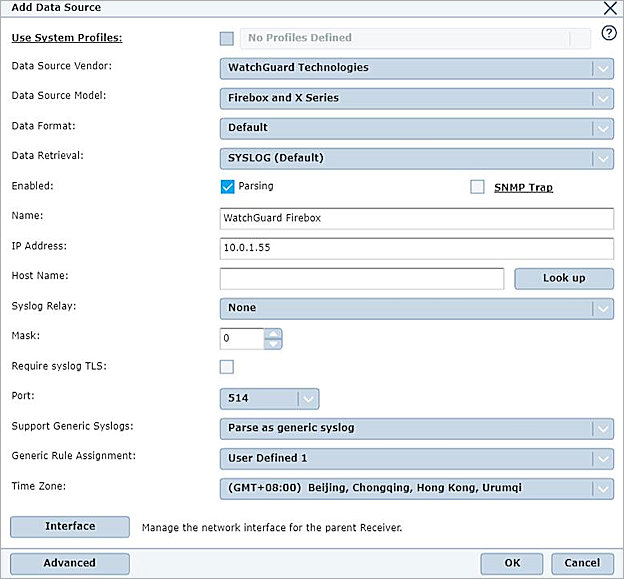 Add Data Source
Use System Profiles: No Profiles Defined
Data Source Vendor: WatchGuard Technologies
Data Source Model: Firebox and X Series
Data Format: Default
Data Retrieval: SYSLOG (Default)
Enabled: Parsing SNMP Trap
Name: WatchGuard Firebox
IP Address: 10.0.1.55
Host Name: Look up
Syslog Relay: None
Mask: 0
Require syslog TLS:
Port: 514
Support Generic Syslogs: Parse as generic syslog
Generic Rule Assignment: User Defined 1
Time Zone: (GMT+08:00) Beijing, Chongqing, Hong Kong, Urumqi
Interface Manage the network interface for the parent Receiver.
Advanced OK Cancel